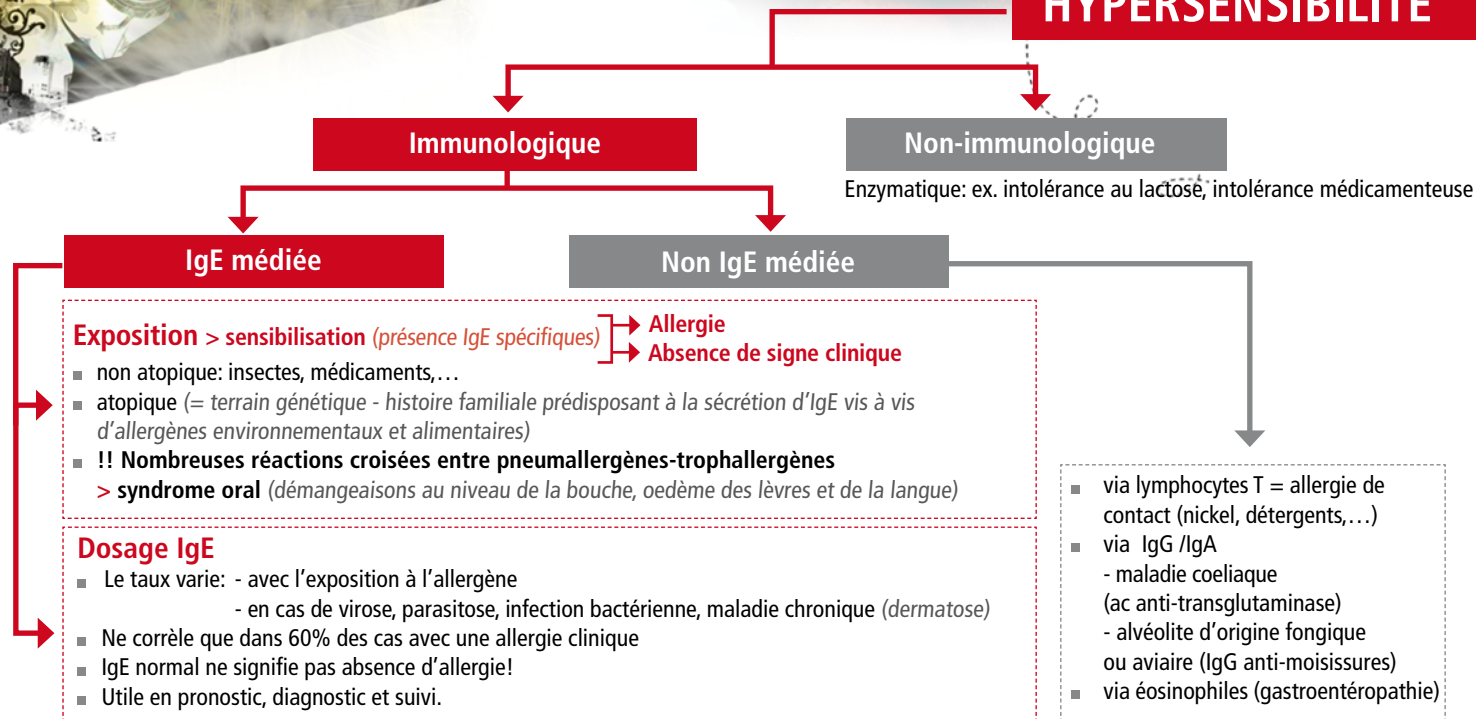 HYPERSENSIBILITÉ
Immunologique
Non-immunologique
Enzymatique: ex. intolérance au lactose, intolérance médicamenteuse
IgE médiée
Non IgE médiée
Exposition > sensibilisation (présence IgE spécifiques)
Allergie
Absence de signe clinique
■ non atopique: insectes, médicaments,...
■ atopique (= terrain génétique - histoire familiale prédisposant à la sécrétion d'IgE vis à vis
d'allergènes environnementaux et alimentaires)
■ !! Nombreuses réactions croisées entre pneumallergènes-trophallergènes
> syndrome oral (démangeaisons au niveau de la bouche, oedème des lèvres et de la langue)
Dosage IgE
■ Le taux varie: - avec l'exposition à l'allergène
- en cas de virose, parasitose, infection bactérienne, maladie chronique (dermatose)
■ Ne corrèle que dans 60% des cas avec une allergie clinique
■ IgE normal ne signifie pas absence d'allergie!
■ Utile en pronostic, diagnostic et suivi.
■ via lymphocytes T = allergie de
contact (nickel, détergents,...)
■ via IgG /IgA
- maladie coeliaque
(ac anti-transglutaminase)
- alvéolite d'origine fongique
ou aviaire (IgG anti-moisissures)
■ via éosinophiles (gastroentéropathie)